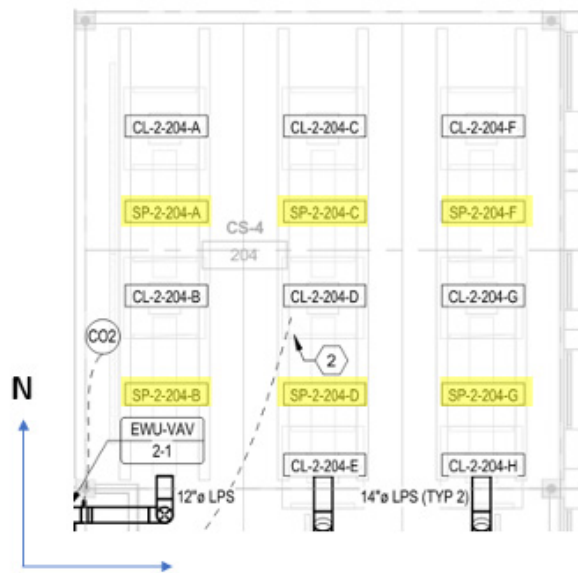 CL-2-204-A
CL-2-204-C
CL-2-204-F
SP-2-204-A
SP-2-204-C
SP-2-204-F
CS-4
204
CL-2-204-B
CL-2-204-D
CL-2-204-G
CO2
2
N
SP-2-204-B
SP-2-204-D
SP-2-204-G
EWU-VAV
2-1
CL-2-204-E
CL-2-204-H
12"ø LPS
14"ø LPS (TYP 2)